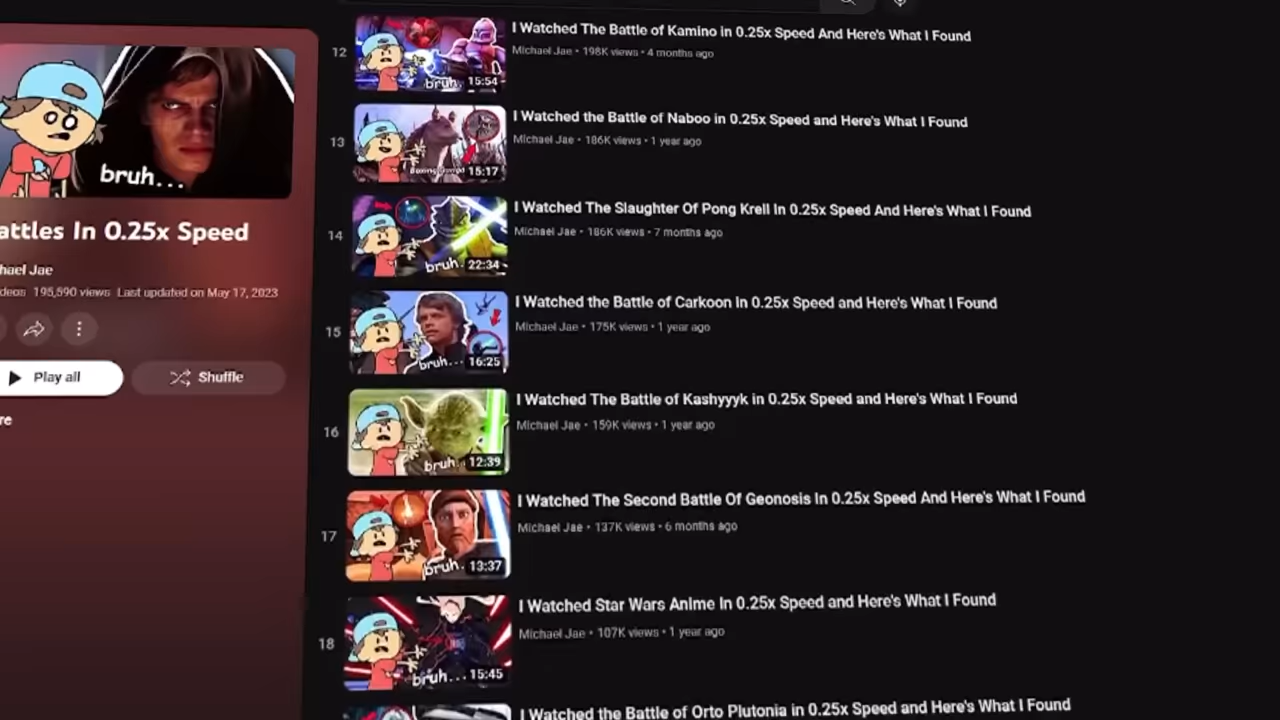 bruh...
attles In 0.25x Speed
hael Jae
deos 195,590 views Last updated on May 17, 2023
Play all
Shuffle
re
12
bruh.
15:54
I Watched The Battle of Kamino in 0.25x Speed And Here's What I Found
Michael Jae • 198K views • 4 months ago
13
15:17
I Watched the Battle of Naboo in 0.25x Speed and Here's What I Found
Michael Jae • 186K views • 1 year ago
14
bruh.
22:34
I Watched The Slaughter Of Pong Krell In 0.25x Speed And Here's What I Found
Michael Jae • 186K views • 7 months ago
15
bruh...
16:25
I Watched the Battle of Carkoon In 0.25x Speed and Here's What I Found
Michael Jae • 175K views • 1 year ago
16
bruh..
12:39
I Watched The Battle of Kashyyyk in 0.25x Speed and Here's What I Found
Michael Jae • 159K views • 1 year ago
17
bruh.
13:37
I Watched The Second Battle Of Geonosis In 0.25x Speed And Here's What I Found
Michael Jae • 137K views • 6 months ago
18
bruh...
15:45
I Watched Star Wars Anime In 0.25x Speed and Here's What I Found
Michael Jae • 107K views • 1 year ago
I Watched the Battle of Orto Plutonia in 0.25x Speed and Here's What I Found